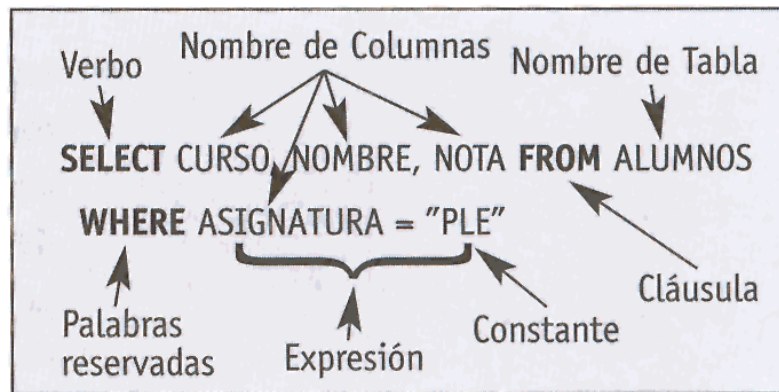 Nombre de Columnas
Verbo
Nombre de Tabla
SELECT CURSO, NOMBRE, NOTA FROM ALUMNOS
WHERE ASIGNATURA = "PLE"
Cláusula
Palabras
reservadas
Expresión
Constante